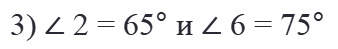 3) ∠ 2 = 65° и ∠ 6 = 75°